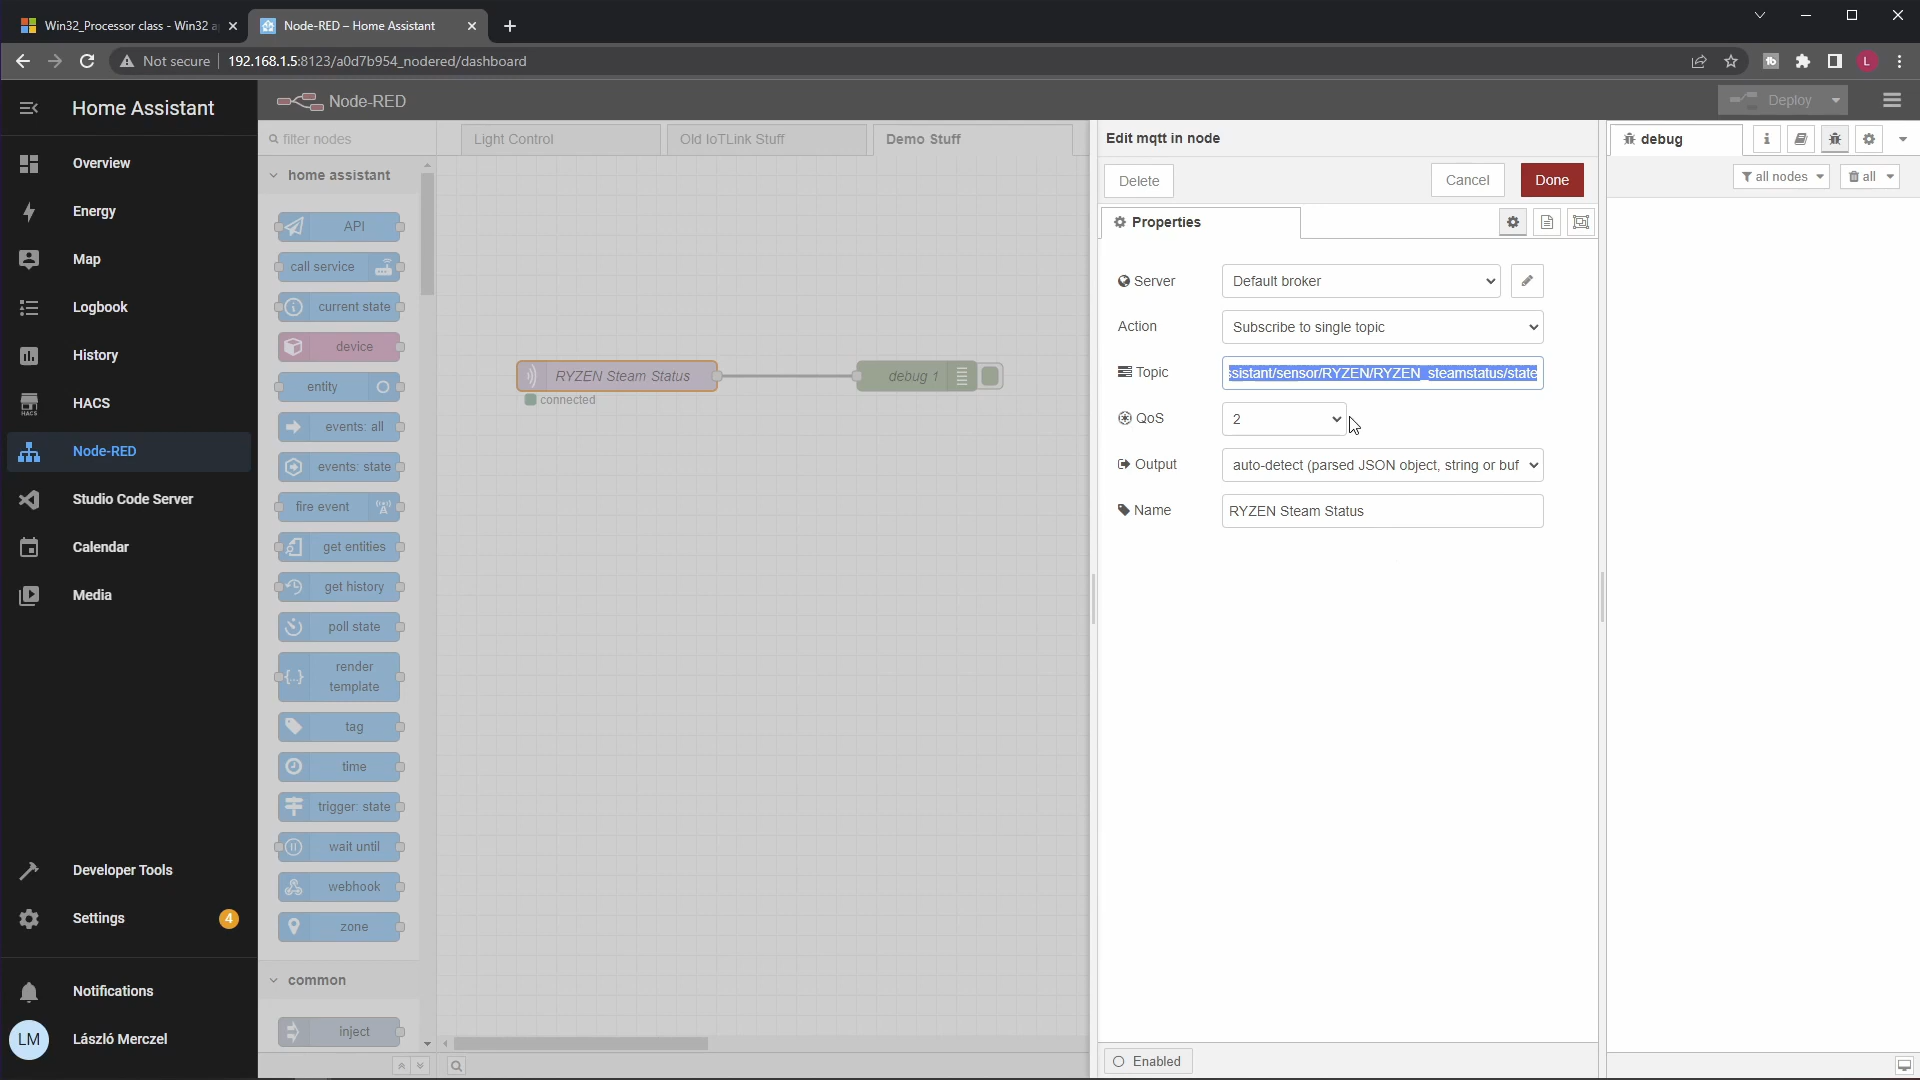 Win32_Processor class - Win32 a
Node-RED – Home Assistant
Not secure
192.168.1.5:8123/a0d7b954_nodered/dashboard
L
Home Assistant
Node-RED
Deploy
filter nodes
Light Control
Old IoTLink Stuff
Demo Stuff
Edit mqtt in node
debug
i
Overview
home assistant
Delete
Cancel
Done
all nodes
all
Energy
API
Properties
Map
call service
Server
Default broker
Logbook
current state
Action
Subscribe to single topic
History
device
RYZEN Steam Status
debug 1
connected
Topic
ssistant/sensor/RYZEN/RYZEN_steamstatus/state
HACS
HACS
entity
QoS
2
Node-RED
events: all
Output
auto-detect (parsed JSON object, string or buf
events: state
Studio Code Server
fire event
Name
RYZEN Steam Status
Calendar
get entities
Media
get history
poll state
render
template
tag
time
trigger: state
wait until
Developer Tools
webhook
Settings
4
zone
common
Notifications
inject
LM
László Merczel
Enabled